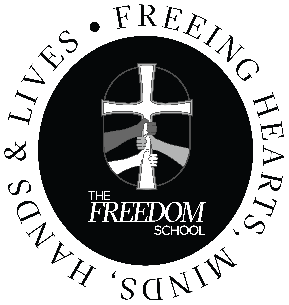 FREEING HEARTS, MINDS, HANDS & LIVES •
THE
FREEDOM
SCHOOL